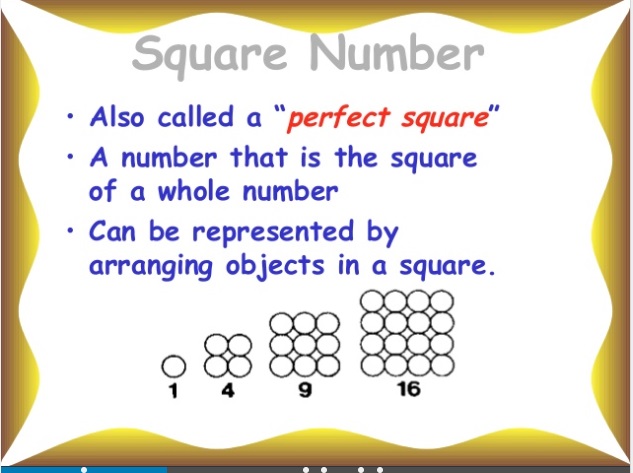 Square Number
• Also called a “perfect square”
• A number that is the square
of a whole number
• Can be represented by
arranging objects in a square.
1 4 9 16